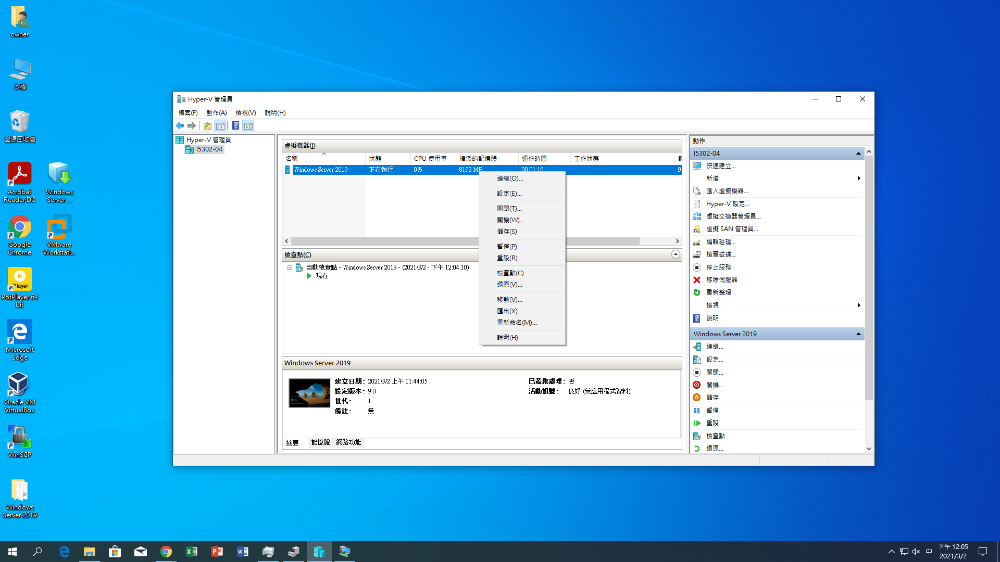 owner
本機
資源回收筒
Acrobat
Reader DC
Windows
Server ...
Google
Chrome
VMware
Workstati...
Player
PotPlayer 64
bit
Microsoft
Edge
Oracle VM
VirtualBox
WinSCP
Windows
Server 2019
Hyper-V 管理員
檔案(F) 動作(A) 檢視(V) 說明(H)
Hyper-V 管理員
I5302-04
虛擬機器(I)
名稱 狀態 CPU 使用率 指派的記憶體 運作時間 工作狀態
Windows Server 2019 正在執行 0% 8192 MB 00:01:16 9
連線(O)...
設定(E)...
關閉(T)...
關機(W)...
儲存(S)
暫停(P)
重設(R)
檢查點(C)
還原(V)...
移動(V)...
匯出(X)...
重新命名(M)...
說明(H)
檢查點(C)
自動檢查點 - Windows Server 2019 - (2021/3/2 - 下午 12:04:10)
現在
Windows Server 2019
建立日期: 2021/3/2 上午 11:44:05
設定版本: 9.0
世代: 1
備註: 無
已叢集處理: 否
活動訊號: 良好 (無應用程式資料)
8:05
摘要 記憶體 網路功能
動作
I5302-04
快速建立...
新增
匯入虛擬機器...
Hyper-V 設定...
虛擬交換器管理員...
虛擬 SAN 管理員...
編輯磁碟...
檢查磁碟...
停止服務
移除伺服器
重新整理
檢視
說明
Windows Server 2019
連線...
設定...
關閉...
關機...
儲存
暫停
重設
檢查點
還原...
中
下午 12:05
2021/3/2